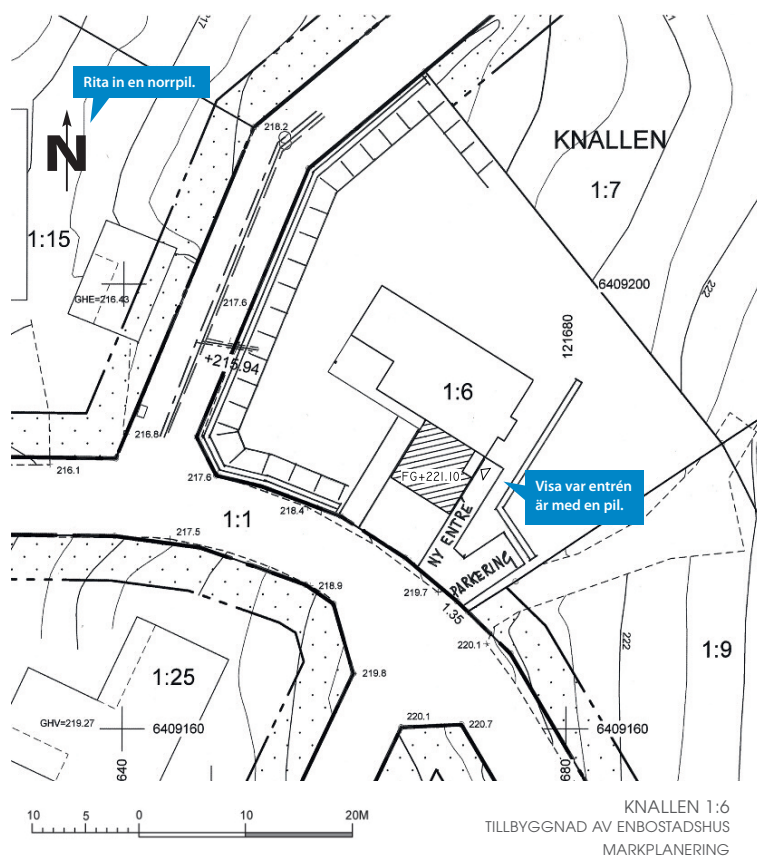 217
Rita in en norrpil.
N
218.2
KNALLEN
1:7
1:15
GHE=216.43
217.6
6409200
222
+215.94
121680
1:6
216.8
216.1
217.6
FG+221.10
Visa var entrén
är med en pil.
218.4
1:1
217.5
NY ENTRE
PARKERING
218.9
219.7
1.35
220.1
222
1:9
1:25
219.8
GHV=219.27
6409160
220.1
220.7
6409160
640
680
10 5 0 10 20M
KNALLEN 1:6
TILLBYGGNAD AV ENBOSTADSHUS
MARKPLANERING